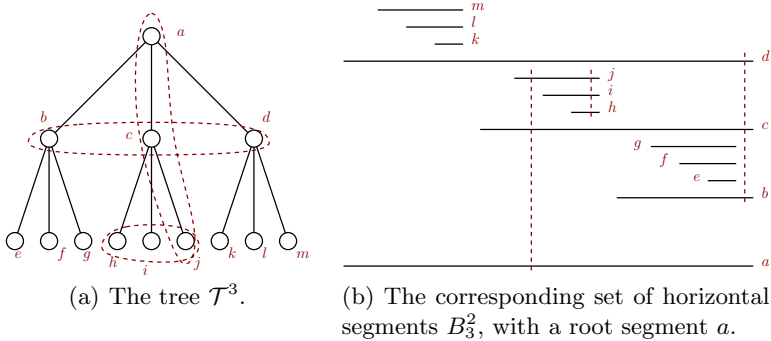 a
b
c
d
e
f
g
h
i
j
k
l
m
(a) The tree 𝒯³.
m
l
k
d
j
i
h
c
g
f
e
b
a
(b) The corresponding set of horizontal
segments B₃², with a root segment a.